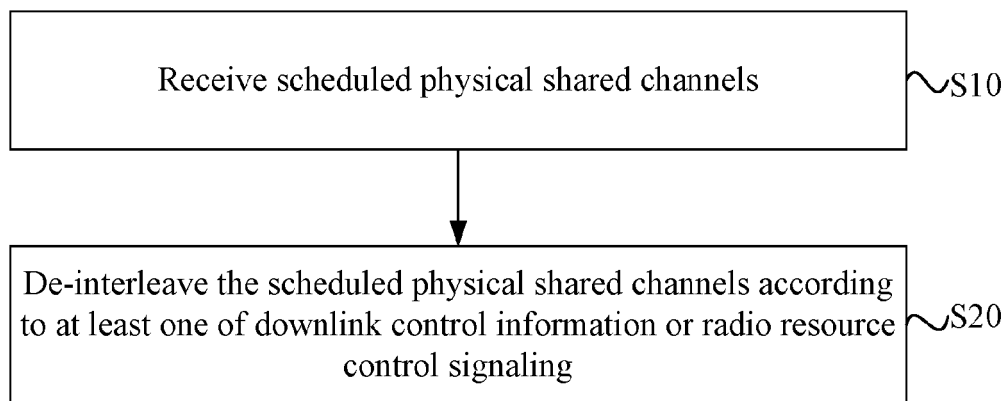 Receive scheduled physical shared channels
S10
De-interleave the scheduled physical shared channels according
to at least one of downlink control information or radio resource
control signaling
S20